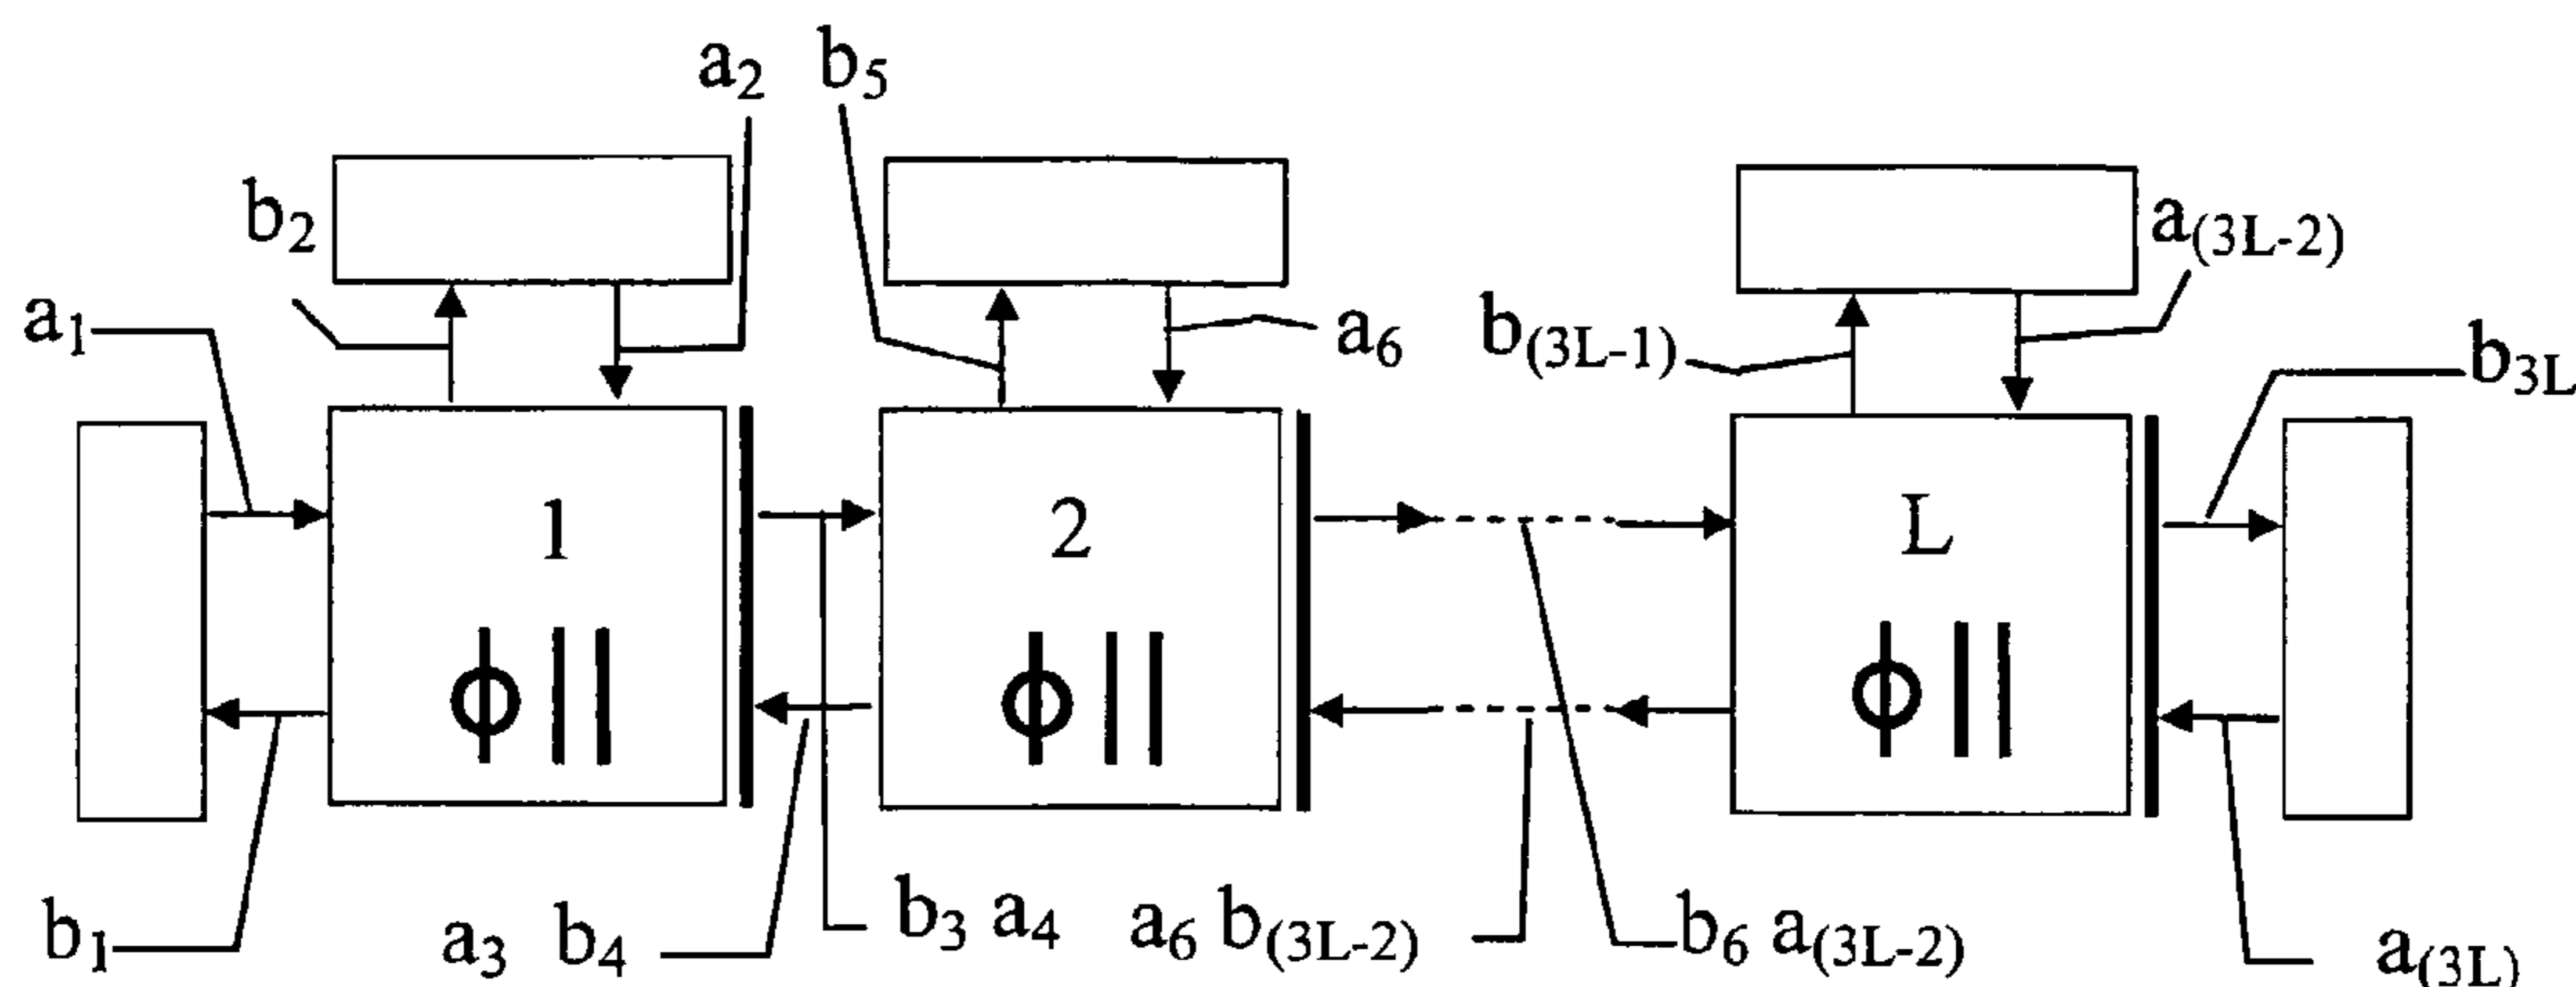 a₂ b₅
b₂ a₍₃L₋₂₎
a₁ a₆ b₍₃L₋₁₎ b₃L
1 2 L
ϕ || ϕ || ϕ ||
b₁ a₃ b₄ b₃ a₄ a₆ b₍₃L₋₂₎ b₆ a₍₃L₋₂₎ a₍₃L₎